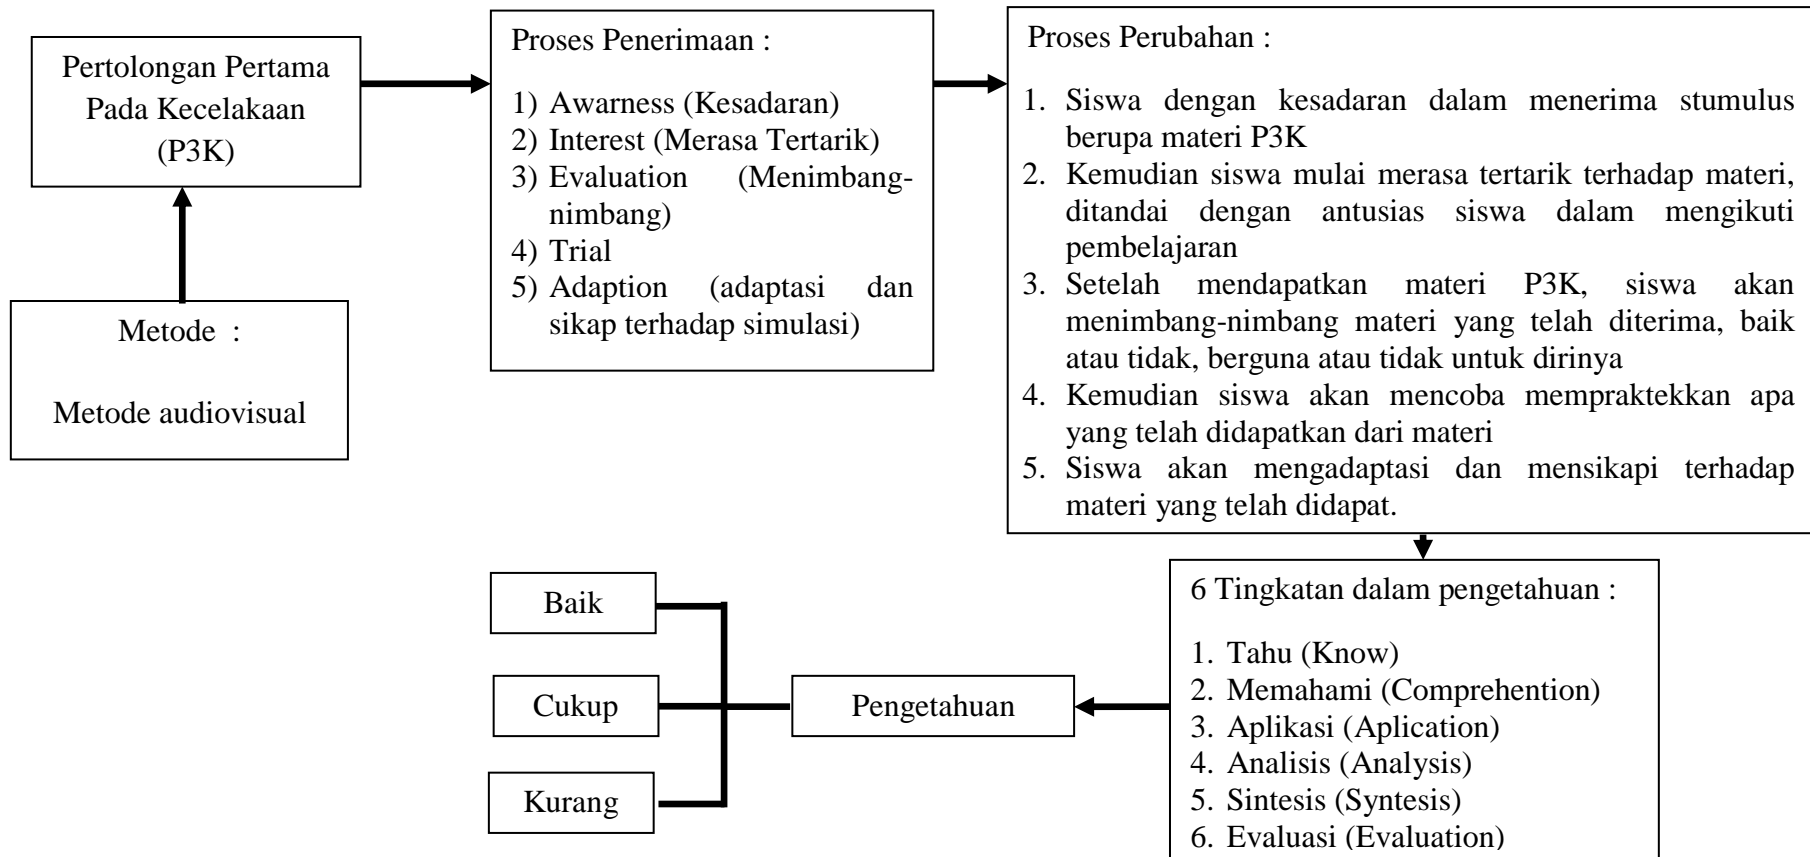 Pertolongan Pertama
Pada Kecelakaan
(P3K)
Metode :
Metode audiovisual
Proses Penerimaan :
1) Awarness (Kesadaran)
2) Interest (Merasa Tertarik)
3) Evaluation (Menimbang-
nimbang)
4) Trial
5) Adaption (adaptasi dan
sikap terhadap simulasi)
Proses Perubahan :
1. Siswa dengan kesadaran dalam menerima stumulus
berupa materi P3K
2. Kemudian siswa mulai merasa tertarik terhadap materi,
ditandai dengan antusias siswa dalam mengikuti
pembelajaran
3. Setelah mendapatkan materi P3K, siswa akan
menimbang-nimbang materi yang telah diterima, baik
atau tidak, berguna atau tidak untuk dirinya
4. Kemudian siswa akan mencoba mempraktekkan apa
yang telah didapatkan dari materi
5. Siswa akan mengadaptasi dan mensikapi terhadap
materi yang telah didapat.
6 Tingkatan dalam pengetahuan :
1. Tahu (Know)
2. Memahami (Comprehention)
3. Aplikasi (Aplication)
4. Analisis (Analysis)
5. Sintesis (Syntesis)
6. Evaluasi (Evaluation)
Pengetahuan
Baik
Cukup
Kurang